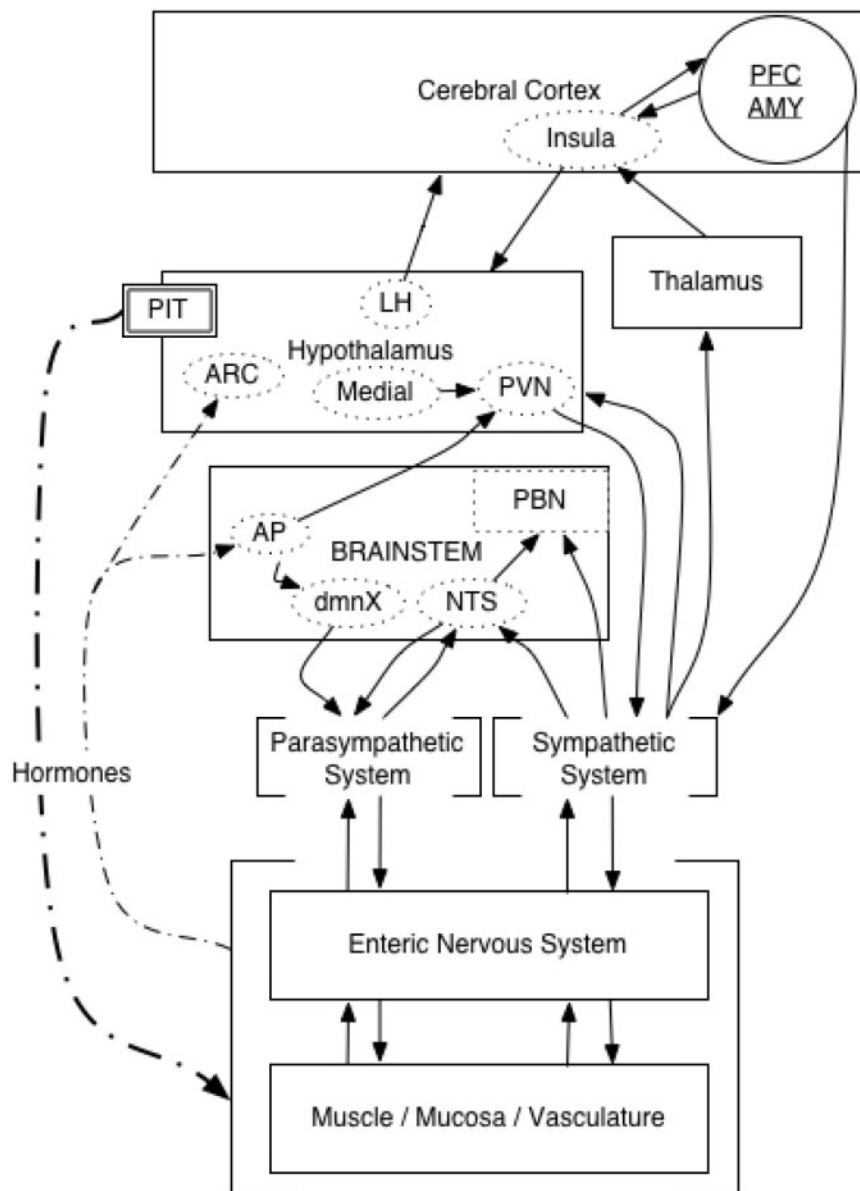 PFC
AMY
Cerebral Cortex
Insula
Thalamus
PIT
LH
Hypothalamus
ARC
Medial
PVN
PBN
AP
BRAINSTEM
dmnX
NTS
Parasympathetic
System
Sympathetic
System
Hormones
Enteric Nervous System
Muscle / Mucosa / Vasculature